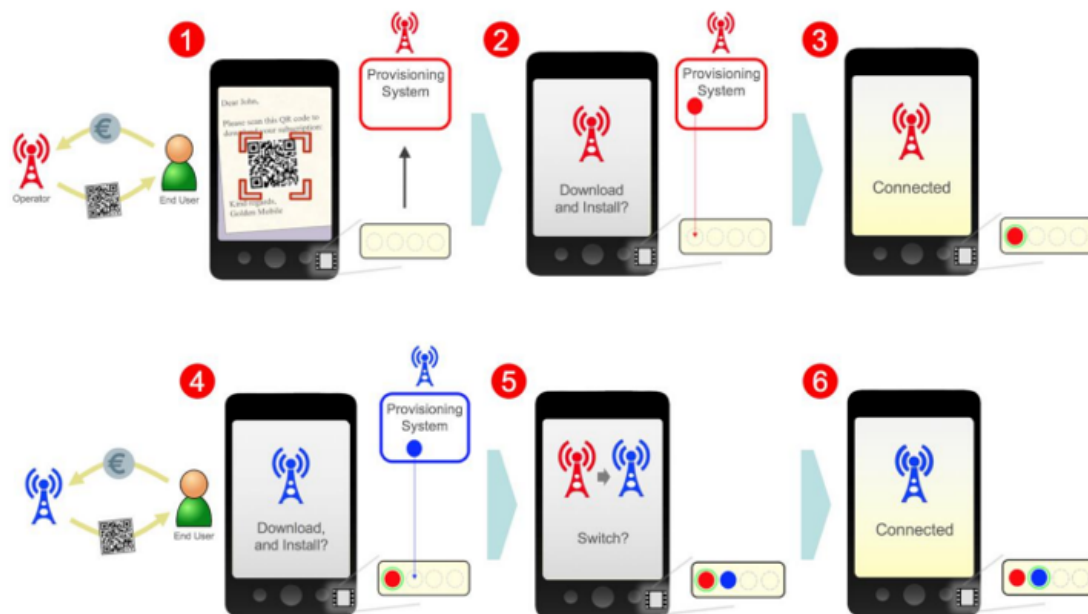 1
Dear John,
Please scan this QR code to
download your subscription:
Kind regards,
Golden Mobile
Provisioning
System
2
Download
and Install?
Provisioning
System
3
Connected
€
Operator
End User
4
Download,
and Install?
Provisioning
System
5
Switch?
6
Connected
€
End User